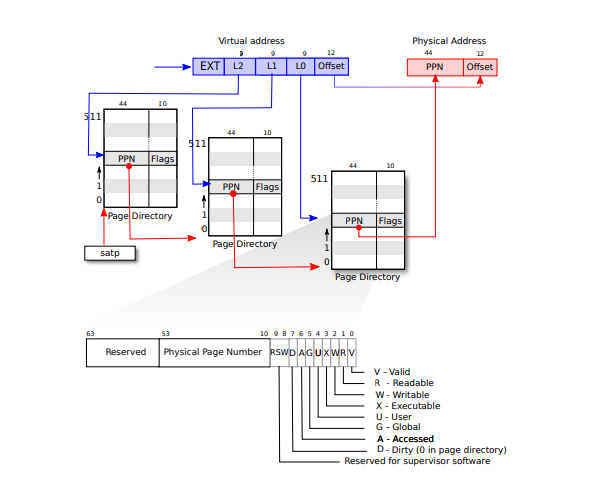 Virtual address
Physical Address
9 9 9 12
44 12
EXT L2 L1 L0 Offset
PPN Offset
44 10
511
PPN Flags
1
0
Page Directory
satp
44 10
511
PPN Flags
1
0
Page Directory
44 10
511
PPN Flags
1
0
Page Directory
63 53 10 9 8 7 6 5 4 3 2 1 0
Reserved Physical Page Number RSW D A G U X W R V
V - Valid
R - Readable
W - Writable
X - Executable
U - User
G - Global
A - Accessed
D - Dirty (0 in page directory)
Reserved for supervisor software